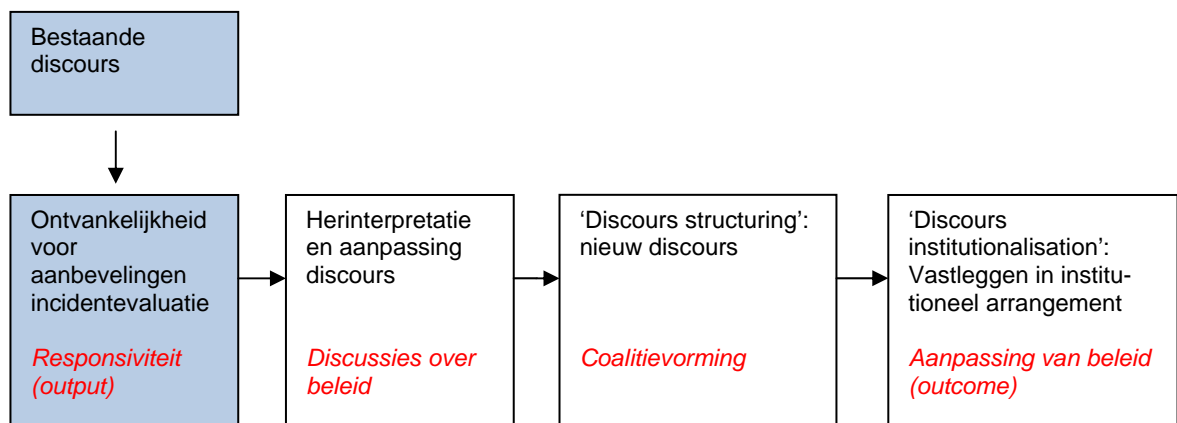 Bestaande
discours
Ontvankelijkheid
voor
aanbevelingen
incidentevaluatie
Responsiviteit
(output)
Herinterpretatie
en aanpassing
discours
Discussies over
beleid
‘Discours structuring’:
nieuw discours
Coalitievorming
‘Discours
institutionalisation’:
Vastleggen in institu-
tioneel arrangement
Aanpassing van beleid
(outcome)